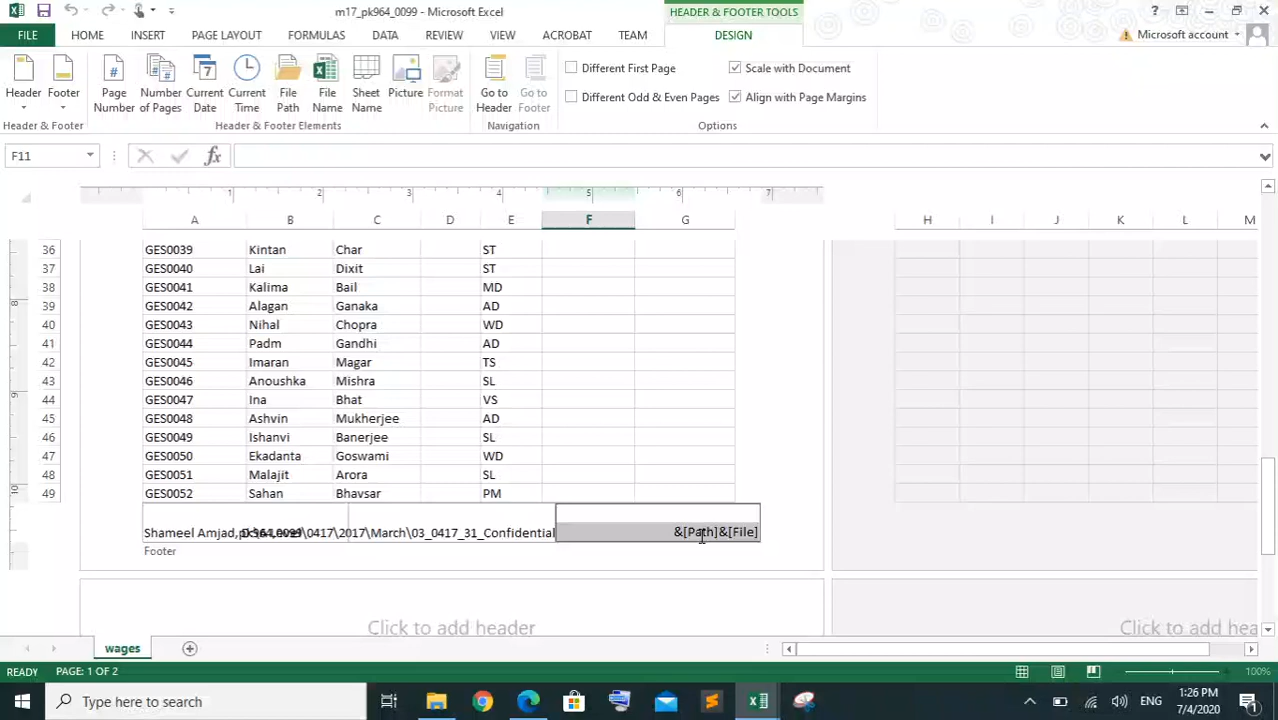 m17_pk964_0099 - Microsoft Excel
HEADER & FOOTER TOOLS
?
FILE HOME INSERT PAGE LAYOUT FORMULAS DATA REVIEW VIEW ACROBAT TEAM DESIGN Microsoft account
Header Footer Page Number Number of Pages Current Date Current Time File Path File Name Sheet Name Picture Format Picture Go to Header Go to Footer
Different First Page Scale with Document
Different Odd & Even Pages Align with Page Margins
Header & Footer Header & Footer Elements Navigation Options
F11 fx
1 2 3 4 5 6 7
A B C D E F G H I J K L M
36 GES0039 Kintan Char ST
37 GES0040 Lai Dixit ST
38 GES0041 Kalima Bail MD
39 GES0042 Alagan Ganaka AD
40 GES0043 Nihal Chopra WD
41 GES0044 Padm Gandhi AD
42 GES0045 Imaran Magar TS
43 GES0046 Anoushka Mishra SL
44 GES0047 Ina Bhat VS
45 GES0048 Ashvin Mukherjee AD
46 GES0049 Ishanvi Banerjee SL
47 GES0050 Ekadanta Goswami WD
48 GES0051 Malajit Arora SL
49 GES0052 Sahan Bhavsar PM
Shameel Amjad, \0417\2017\March\03_0417_31_Confidential &[Path]&[File]
Footer
Click to add header Click to add hea
wages
READY PAGE: 1 OF 2 100%
Type here to search ENG 1:26 PM
7/4/2020